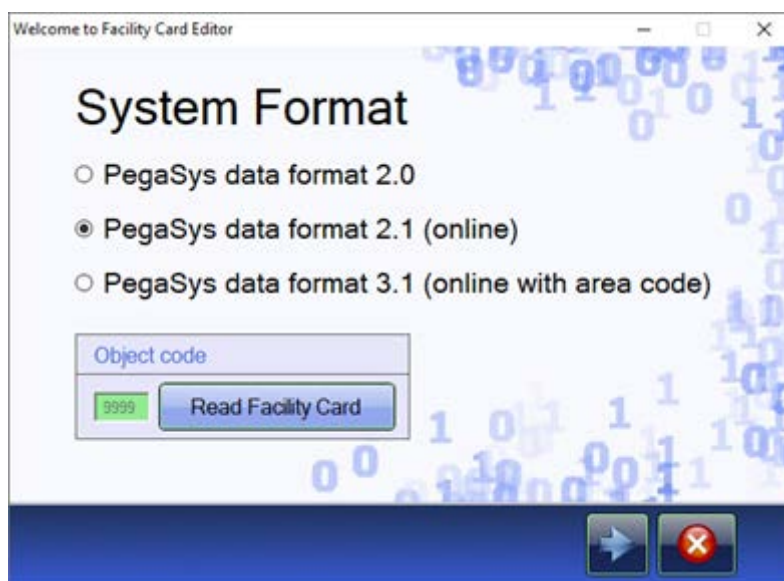 Welcome to Facility Card Editor
System Format
PegaSys data format 2.0
PegaSys data format 2.1 (online)
PegaSys data format 3.1 (online with area code)
Object code
9999 Read Facility Card